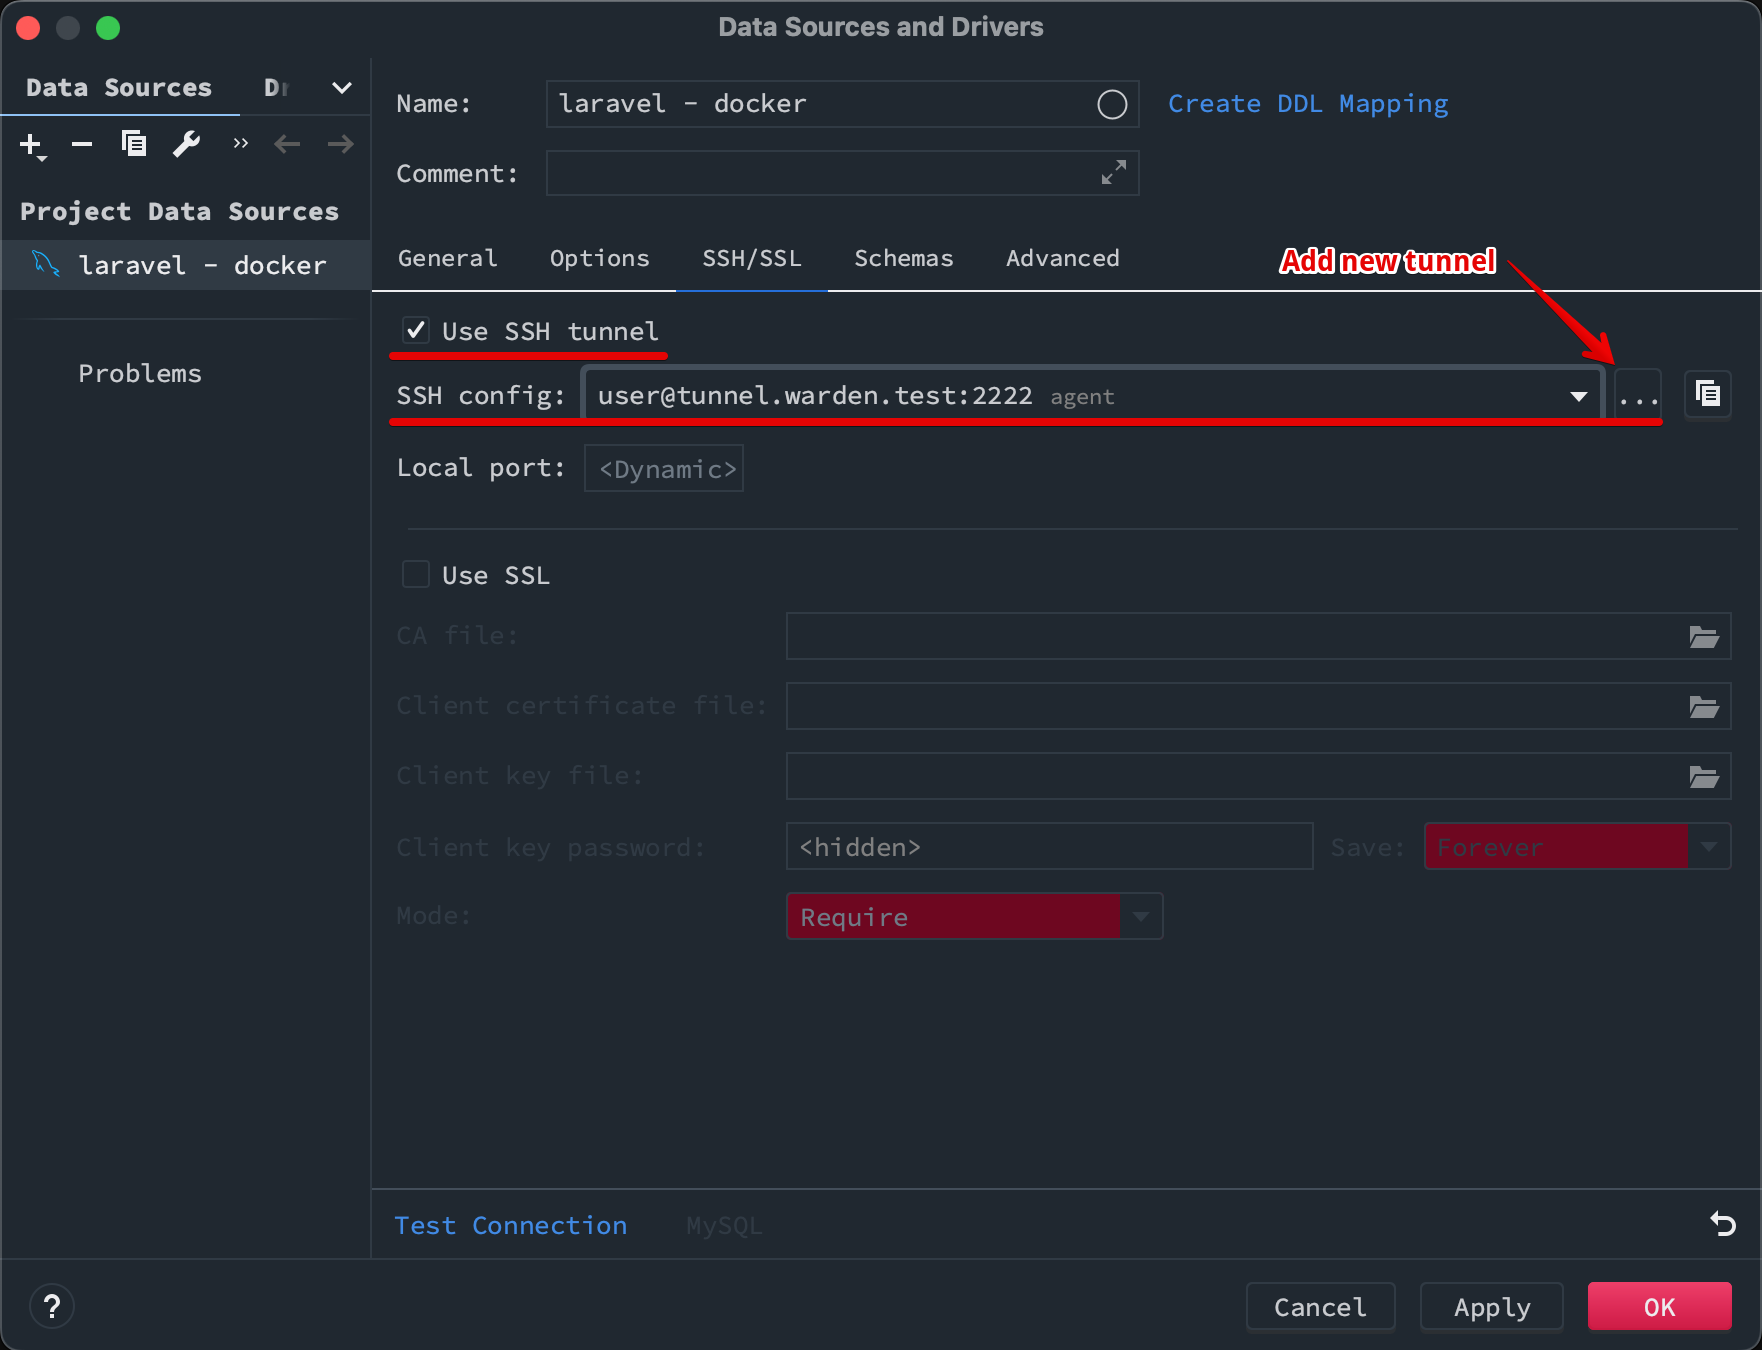 Data Sources and Drivers
Data Sources Dr
Project Data Sources
laravel - docker
Problems
Name: laravel - docker Create DDL Mapping
Comment:
General Options SSH/SSL Schemas Advanced
Add new tunnel
Use SSH tunnel
SSH config: user@tunnel.warden.test:2222 agent ...
Local port: <Dynamic>
Use SSL
CA file:
Client certificate file:
Client key file:
Client key password: <hidden> Save: Forever
Mode: Require
Test Connection MySQL
? Cancel Apply OK